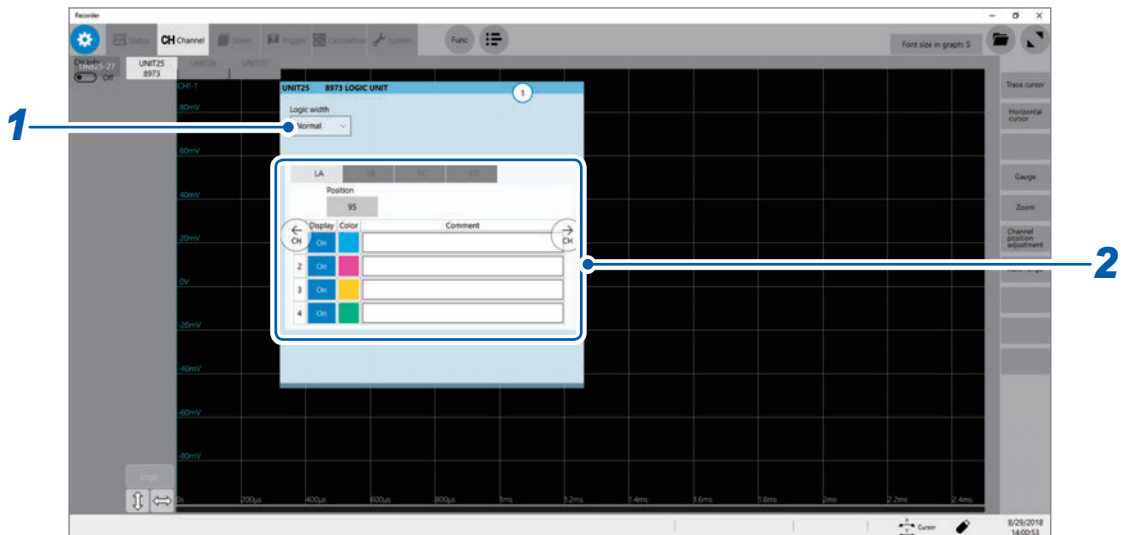 Recorder
Status CH Channel Sheet Trigger Calculation System Func Font size in graph: S
CH Info
UNIT25-27
Off
UNIT25 UNIT26 UNIT27
8973
CH1-1
UNIT25 8973 LOGIC UNIT 1
Trace cursor
1
Logic width
Normal
80mV
Horizontal
cursor
60mV
LA LB LC LD
Gauge
Position
95
40mV
Zoom
Display Color Comment
CH On CH
20mV
Channel
position
adjustment
2 On
2
3 On
0V
4 On
-20mV
-40mV
-60mV
-80mV
Logic
0s 200μs 400μs 600μs 800μs 1ms 1.2ms 1.4ms 1.6ms 1.8ms 2ms 2.2ms 2.4ms
X
Y
Cursor
8/29/2018
14:00:53